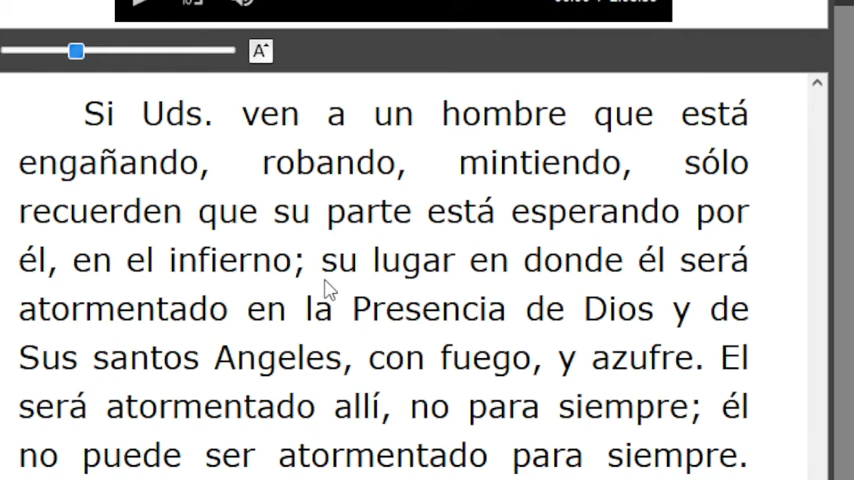 A
Si Uds. ven a un hombre que está
engañando, robando, mintiendo, sólo
recuerden que su parte está esperando por
él, en el infierno; su lugar en donde él será
atormentado en la Presencia de Dios y de
Sus santos Angeles, con fuego, y azufre. El
será atormentado allí, no para siempre; él
no puede ser atormentado para siempre.